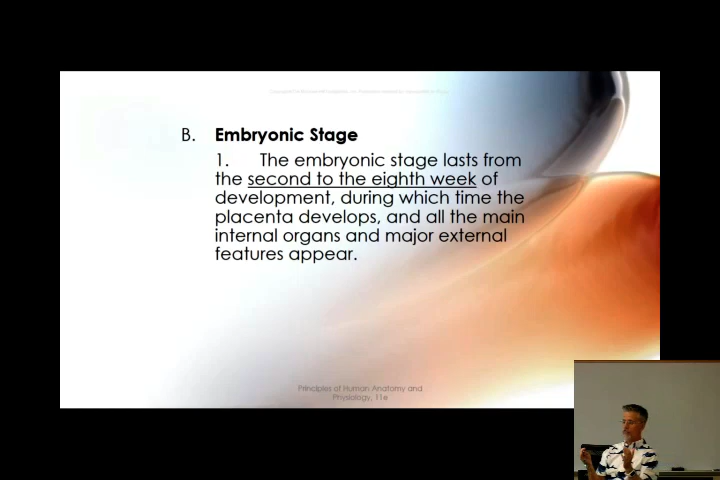 B. Embryonic Stage
1. The embryonic stage lasts from
the second to the eighth week of
development, during which time the
placenta develops, and all the main
internal organs and major external
features appear.
Principles of Human Anatomy and
Physiology, 11e